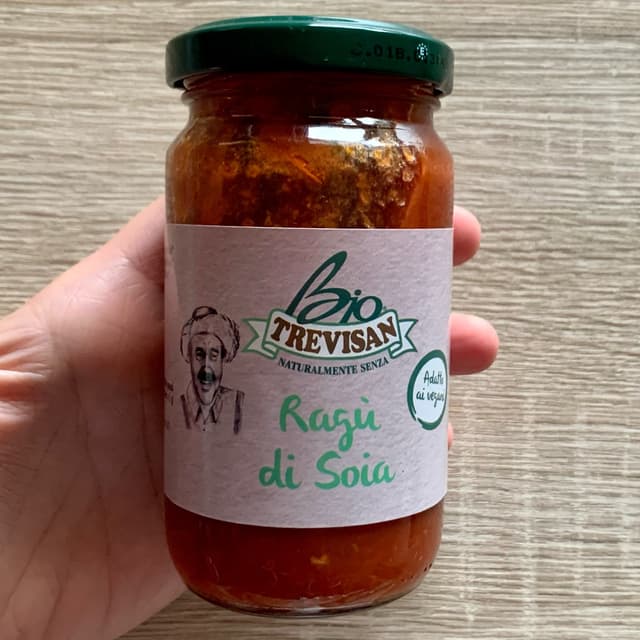 Bio
TREVISAN
NATURALMENTE SENZA
Adatto
ai vegani
Ragù
di Soia